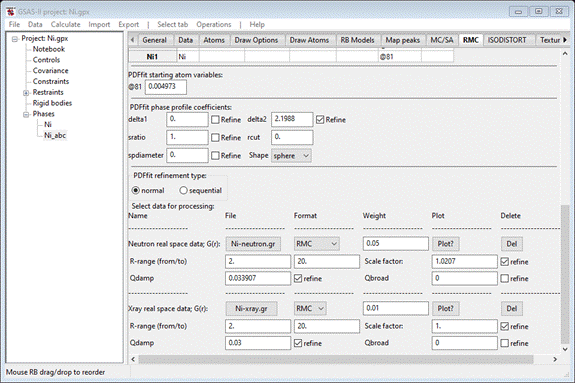 GSAS-II project: Ni.gpx
File Data Calculate Import Export | Select tab Operations | Help
Project: Ni.gpx
Notebook
Controls
Covariance
Constraints
Restraints
Rigid bodies
Phases
Ni
Ni_abc
General Data Atoms Draw Options Draw Atoms RB Models Map peaks MC/SA RMC ISODISTORT Textur
Ni1 Ni @81
PDFfit starting atom variables:
@81 0.004973
PDFfit phase profile coefficients:
delta1 0. Refine delta2 2.1988 Refine
sratio 1. Refine rcut 0.
spdiameter 0. Refine Shape sphere
PDFfit refinement type:
normal sequential
Select data for processing:
Name File Format Weight Plot Delete
Neutron real space data; G(r): Ni-neutron.gr RMC 0.05 Plot? Del
R-range (from/to) 2. 20. Scale factor: 1.0207 refine
Qdamp 0.033907 refine Qbroad 0 refine
Xray real space data; G(r): Ni-xray.gr RMC 0.01 Plot? Del
R-range (from/to) 2. 20. Scale factor: 1. refine
Qdamp 0.03 refine Qbroad 0 refine
Mouse RB drag/drop to reorder